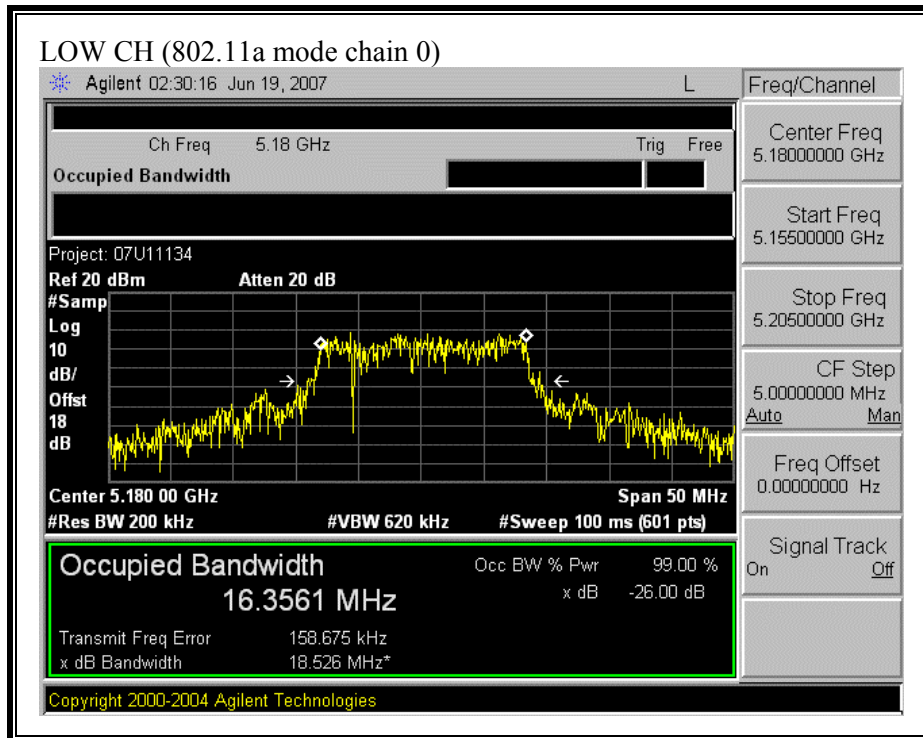 LOW CH (802.11a mode chain 0)
Agilent 02:30:16 Jun 19, 2007 L
Freq/Channel
Ch Freq 5.18 GHz Trig Free
Occupied Bandwidth
Center Freq
5.18000000 GHz
Start Freq
5.15500000 GHz
Stop Freq
5.20500000 GHz
CF Step
5.00000000 MHz
Auto Man
Freq Offset
0.00000000 Hz
Signal Track
On Off
Project: 07U11134
Ref 20 dBm Atten 20 dB
#Samp
Log
10
dB/
Offst
18
dB
Center 5.180 00 GHz Span 50 MHz
#Res BW 200 kHz #VBW 620 kHz #Sweep 100 ms (601 pts)
Occupied Bandwidth
16.3561 MHz
Occ BW % Pwr 99.00 %
x dB -26.00 dB
Transmit Freq Error 158.675 kHz
x dB Bandwidth 18.526 MHz*
Copyright 2000-2004 Agilent Technologies